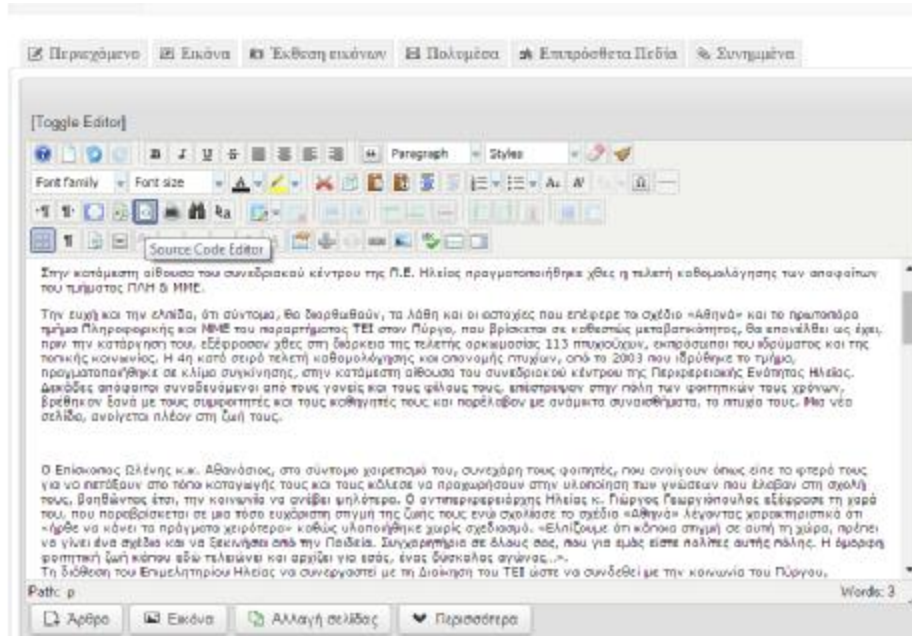 Περιεχόμενο Εικόνα Έκθεση εικόνων Πολυμέσα Επιπρόσθετα Πεδία Συνημμένα
[Toggle Editor]
B I U Paragraph Styles
Font family Font size
Source Code Editor
Στην κατάμεστη αίθουσα του συνεδριακού κέντρου της Π.Ε. Ηλείας πραγματοποιήθηκε χθες η τελετή καθομολόγησης των αποφοίτων
του τμήματος ΠΛΗ & ΜΜΕ.
Την ευχή και την ελπίδα, ότι σύντομα, θα διορθωθούν, τα λάθη και οι αστοχίες που επέφερε το σχέδιο «Αθηνά» και το πρωτοπόρο
τμήμα Πληροφορικής και ΜΜΕ του παραρτήματος ΤΕΙ στον Πύργο, που βρίσκεται σε καθεστώς μεταβατικότητας, θα επανέλθει ως έχει,
πριν την κατάργηση του, εξέφρασαν χθες στη διάρκεια της τελετής ορκωμοσίας 113 πτυχιούχων, εκπρόσωποι του ιδρύματος και της
τοπικής κοινωνίας. Η 4η κατά σειρά τελετή καθομολόγησης και απονομής πτυχίων, από το 2003 που ιδρύθηκε το τμήμα,
πραγματοποιήθηκε σε κλίμα συγκίνησης, στην κατάμεστη αίθουσα του συνεδριακού κέντρου της Περιφερειακής Ενότητας Ηλείας.
Δεκάδες απόφοιτοι συνοδευόμενοι από τους γονείς και τους φίλους τους, επέστρεψαν στην πόλη των φοιτητικών τους χρόνων,
βρέθηκαν ξανά με τους συμφοιτητές και τους καθηγητές τους και παρέλαβαν με ανάμικτα συναισθήματα, τα πτυχία τους. Μια νέα
σελίδα, ανοίγεται πλέον στη ζωή τους.
Ο Επίσκοπος Ωλένης κ.κ. Αθανάσιος, στο σύντομο χαιρετισμό του, συνεχάρη τους φοιτητές, που ανοίγουν όπως είπε τα φτερά τους
για να πετάξουν στο τόπο καταγωγής τους και τους κάλεσε να προχωρήσουν στην υλοποίηση των γνώσεων που έλαβαν στη σχολή
τους, βοηθώντας έτσι, την κοινωνία να ανέβει ψηλότερα. Ο αντιπεριφερειάρχης Ηλείας κ. Γιώργος Γεωργιόπουλος εξέφρασε τη χαρά
του, που παραβρίσκεται σε μια τόσο ευχάριστη στιγμή της ζωής τους ενώ σχολίασε το σχέδιο «Αθηνά» λέγοντας χαρακτηριστικά ότι
«ήρθε να κάνει τα πράγματα χειρότερα» καθώς υλοποιήθηκε χωρίς σχεδιασμό. «Ελπίζουμε ότι κάποια στιγμή σε αυτή τη χώρα, πρέπει
να γίνει ένα σχέδιο και να ξεκινήσει από την Παιδεία. Συγχαρητήρια σε όλους σας, που για εμάς είστε πολίτες αυτής πόλης. Η όμορφη
φοιτητική ζωή κάπου εδώ τελειώνει και αρχίζει για εσάς, ένας δύσκολος αγώνας...».
Τη διάθεση του Επιμελητηρίου Ηλείας να συνεργαστεί με τη Διοίκηση του ΤΕΙ ώστε να συνδεθεί με την κοινωνία του Πύργου,
Path: p Words: 3
Άρθρο Εικόνα Αλλαγή σελίδας Περισσότερα